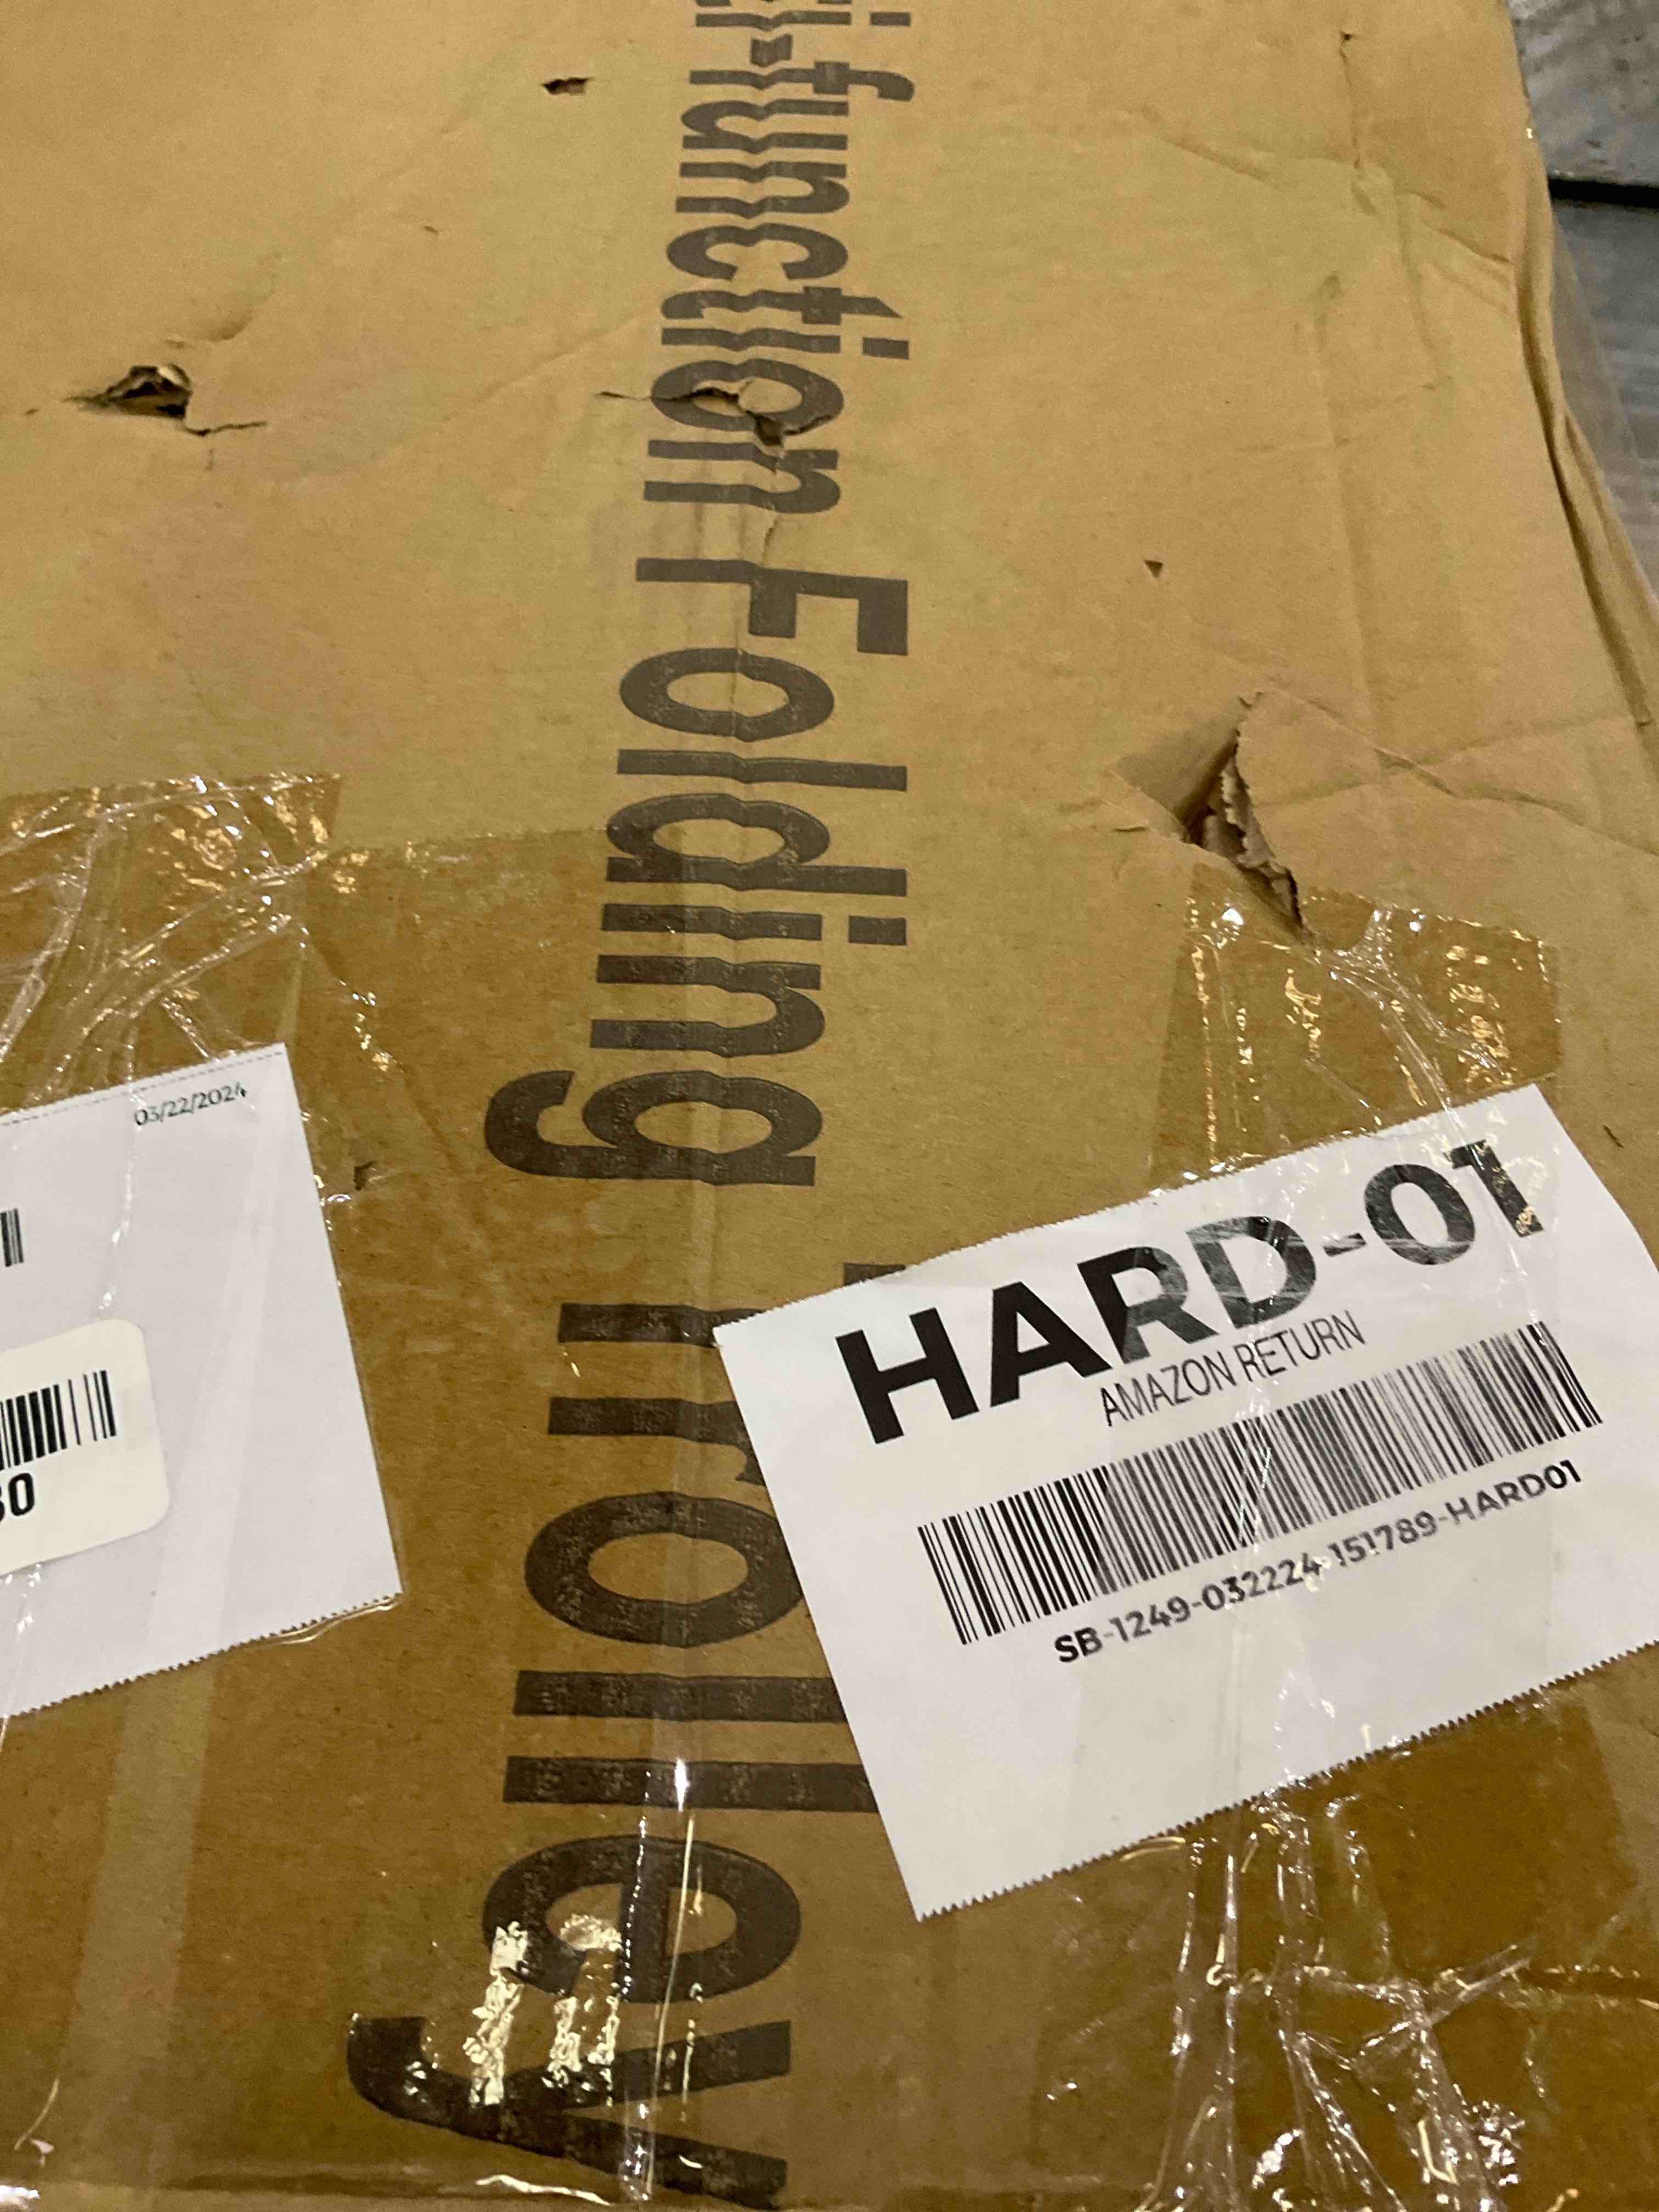 i-function Folding Trolley
03/22/2024
30
HARD-01
AMAZON RETURN
SB-1249-032224-151789-HARD01